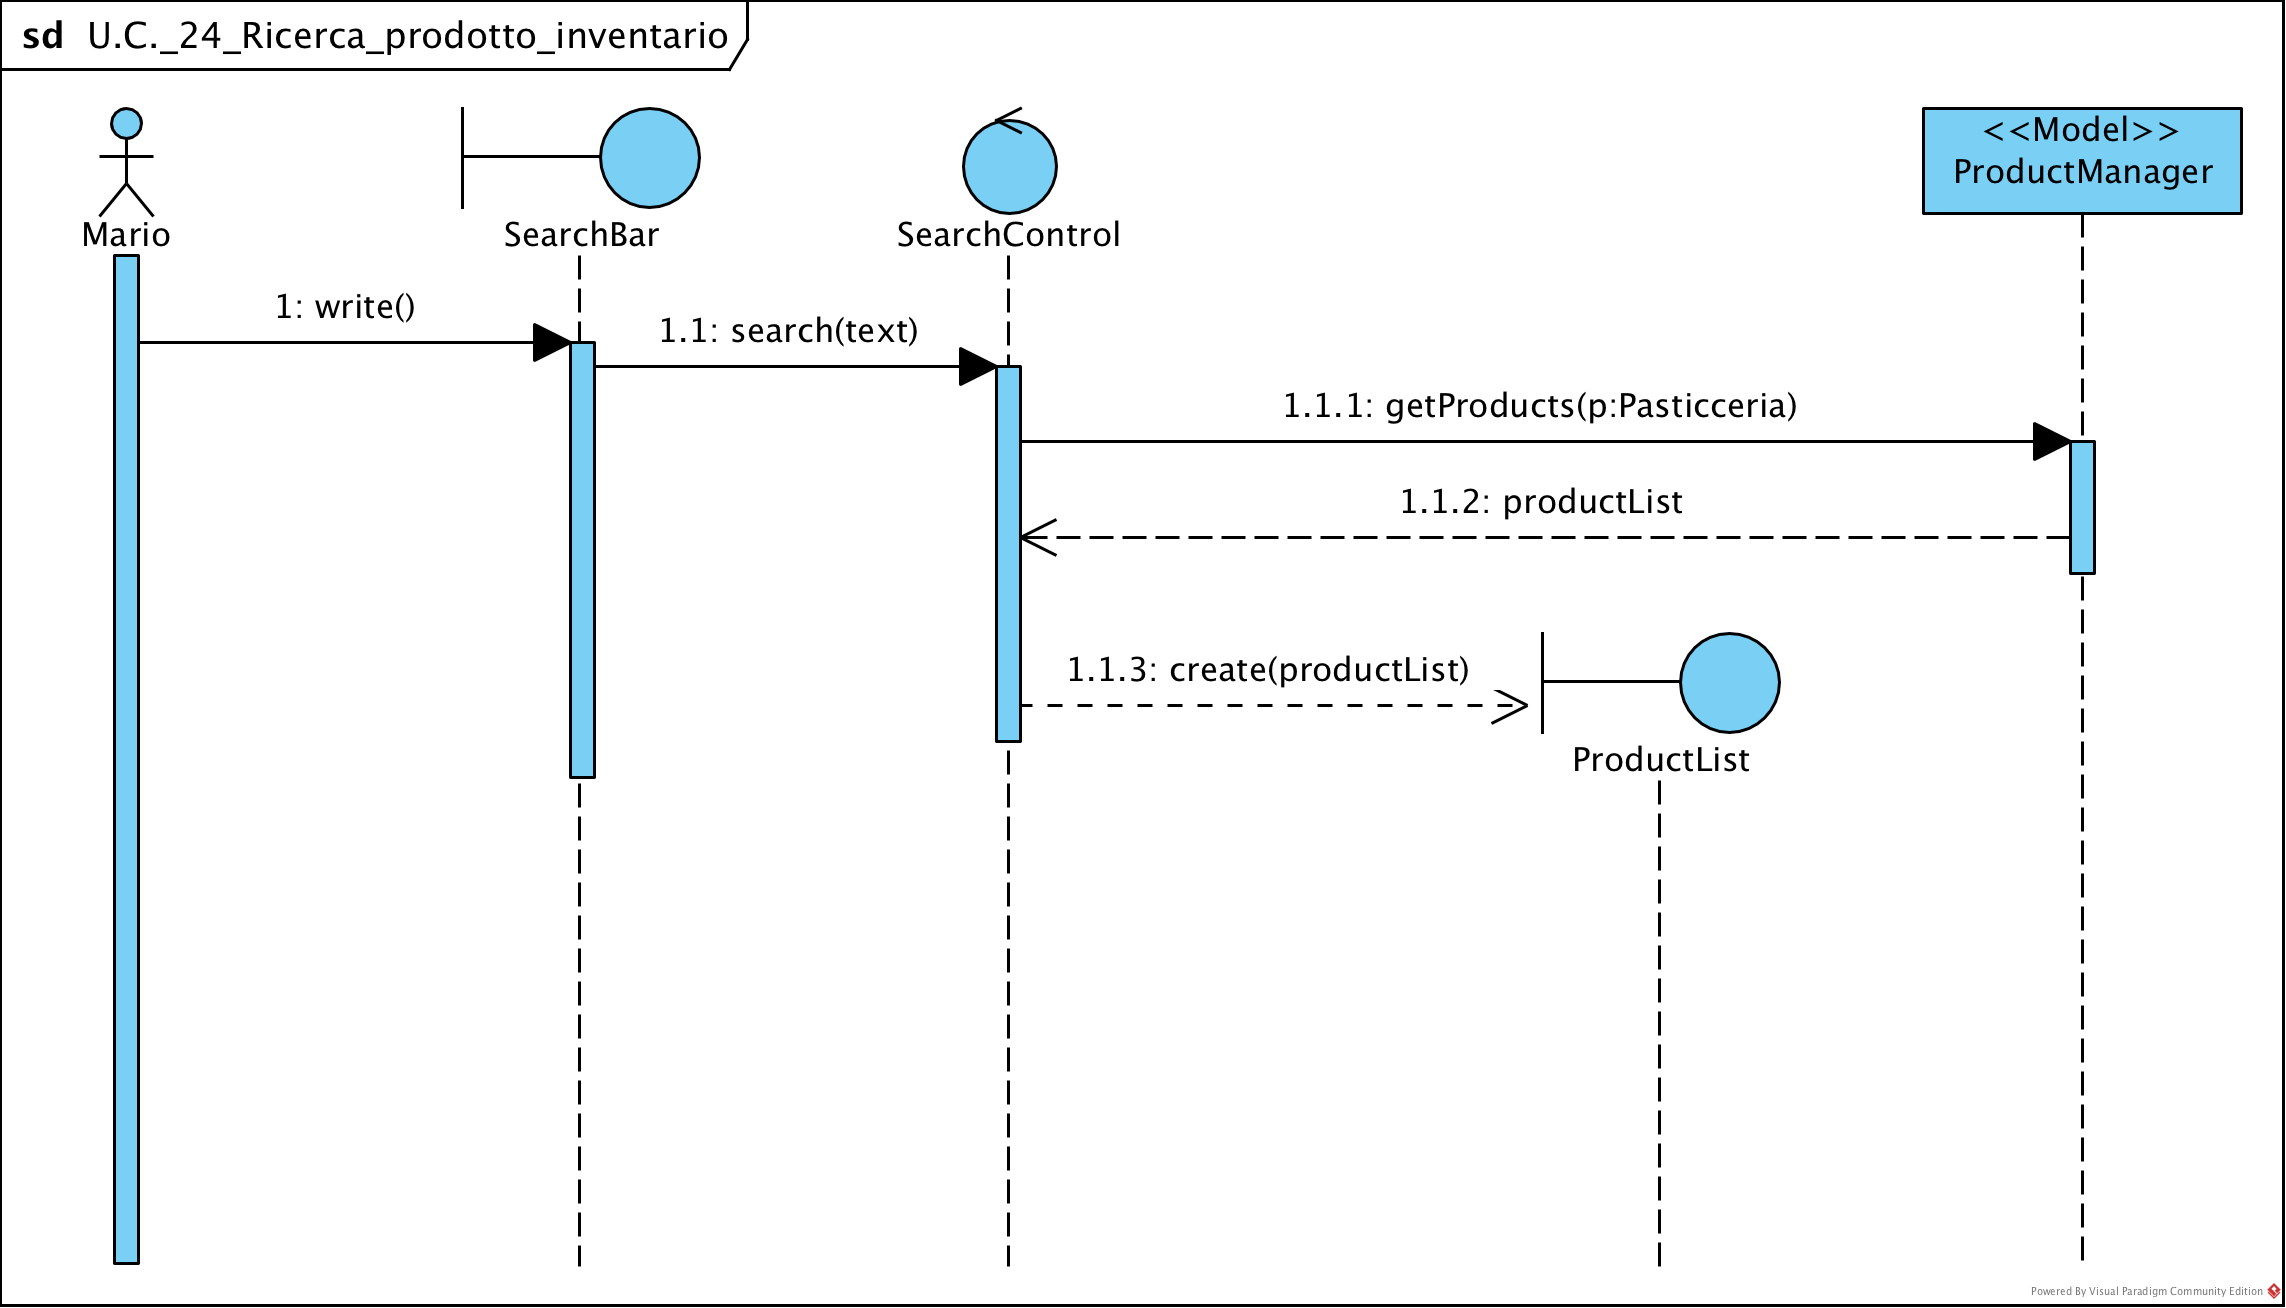 sd U.C._24_Ricerca_prodotto_inventario
<<Model>>
ProductManager
Mario
SearchBar
SearchControl
1: write()
1.1: search(text)
1.1.1: getProducts(p:Pasticceria)
1.1.2: productList
1.1.3: create(productList)
ProductList
Powered By Visual Paradigm Community Edition